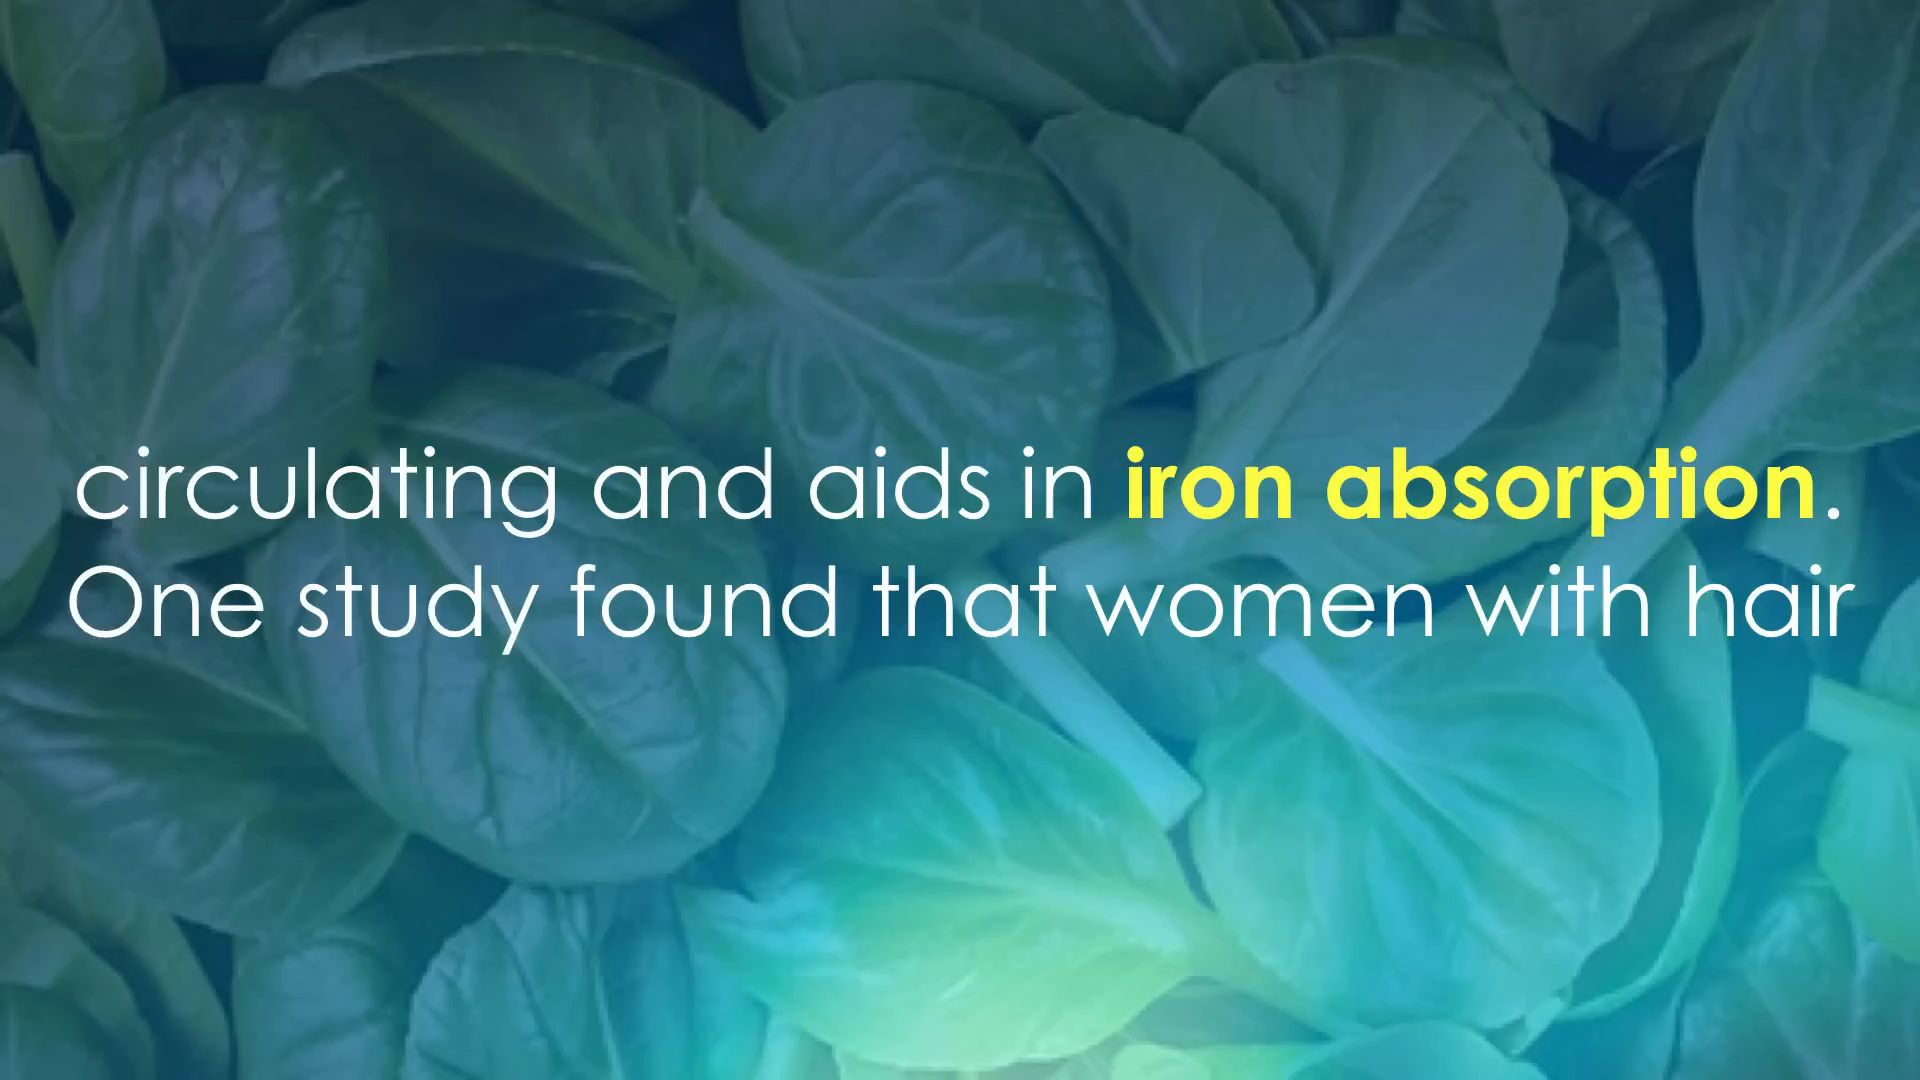 circulating and aids in iron absorption.
One study found that women with hair